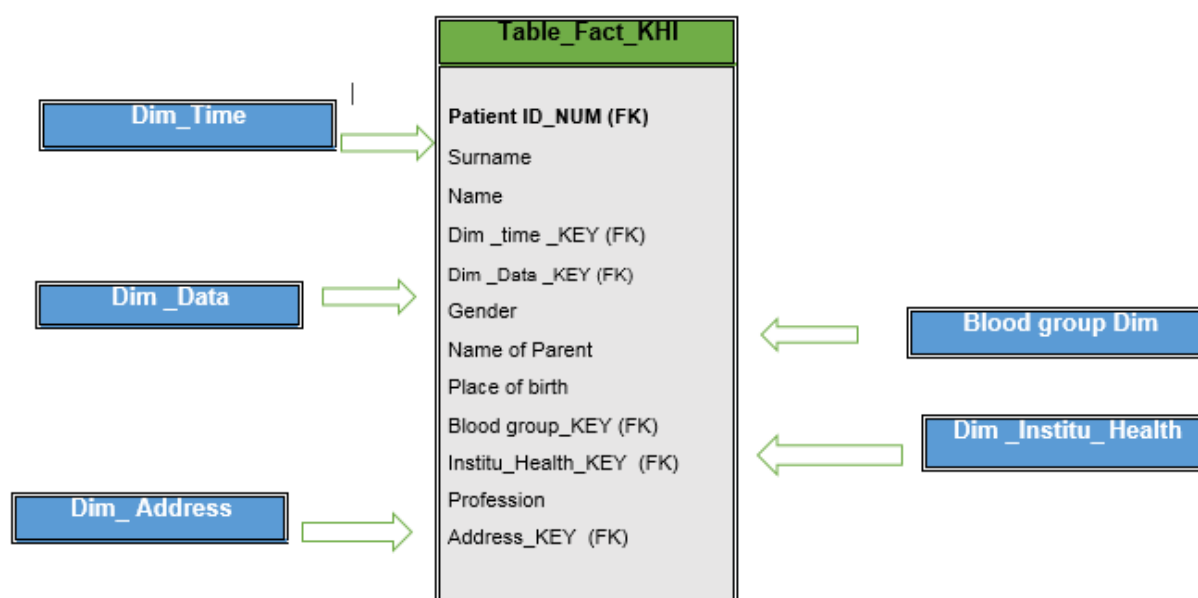 Table_Fact_KHI
Dim_Time
Patient ID_NUM (FK)
Surname
Name
Dim _time _KEY (FK)
Dim _Data _KEY (FK)
Dim _Data
Gender
Blood group Dim
Name of Parent
Place of birth
Blood group_KEY (FK)
Dim _Institu_ Health
Institu_Health_KEY  (FK)
Profession
Dim_ Address
Address_KEY  (FK)